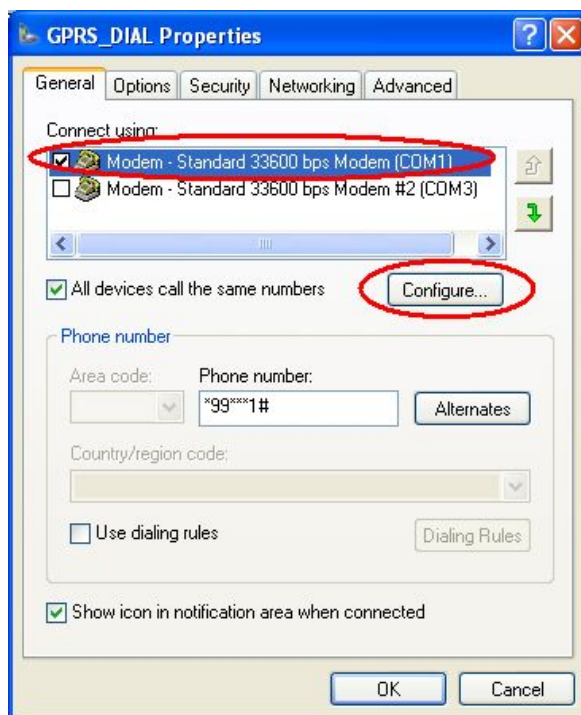 GPRS_DIAL Properties
General Options Security Networking Advanced
Connect using:
Modem - Standard 33600 bps Modem (COM1)
Modem - Standard 33600 bps Modem #2 (COM3)
All devices call the same numbers
Configure...
Phone number
Area code: Phone number:
*99***1#
Alternates
Country/region code:
Use dialing rules
Dialing Rules
Show icon in notification area when connected
OK Cancel